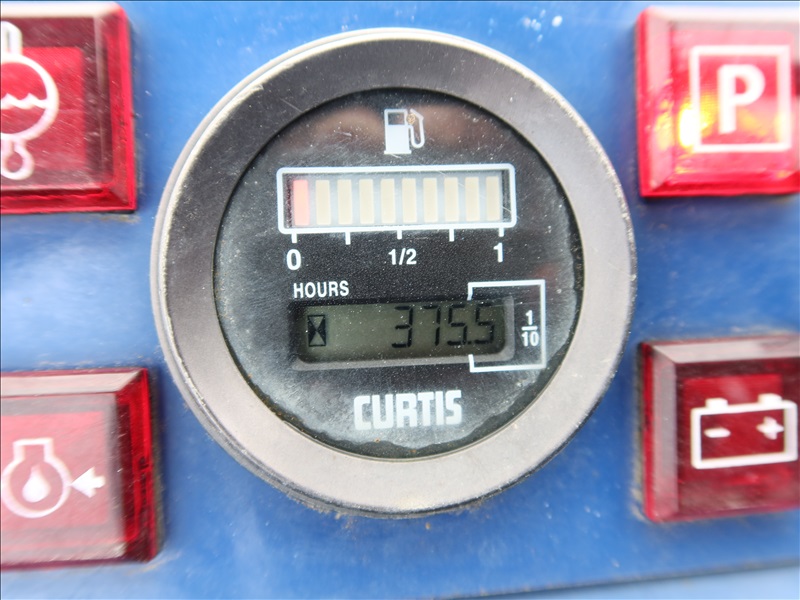 P
0 1/2 1
HOURS
375.5
1/10
CURTIS
- +